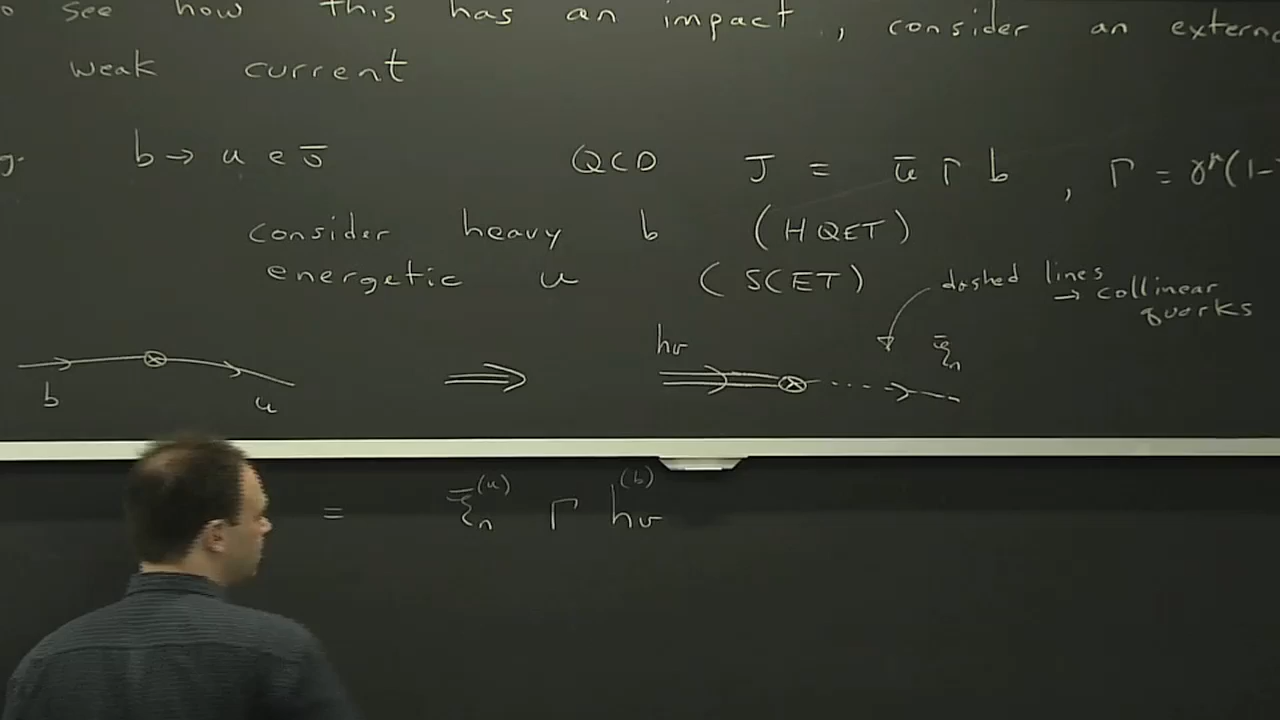 see how this has an impact, consider an
weak current
b → u e ῡ QCD J = ū Γ b , Γ = γ^μ(1-
consider heavy b (HQET)
energetic u (SCET)
dashed lines
→ collinear
quarks
b u ⟹ h_v ξ̄_n
= ξ̄_n^(u) Γ h_v^(b)